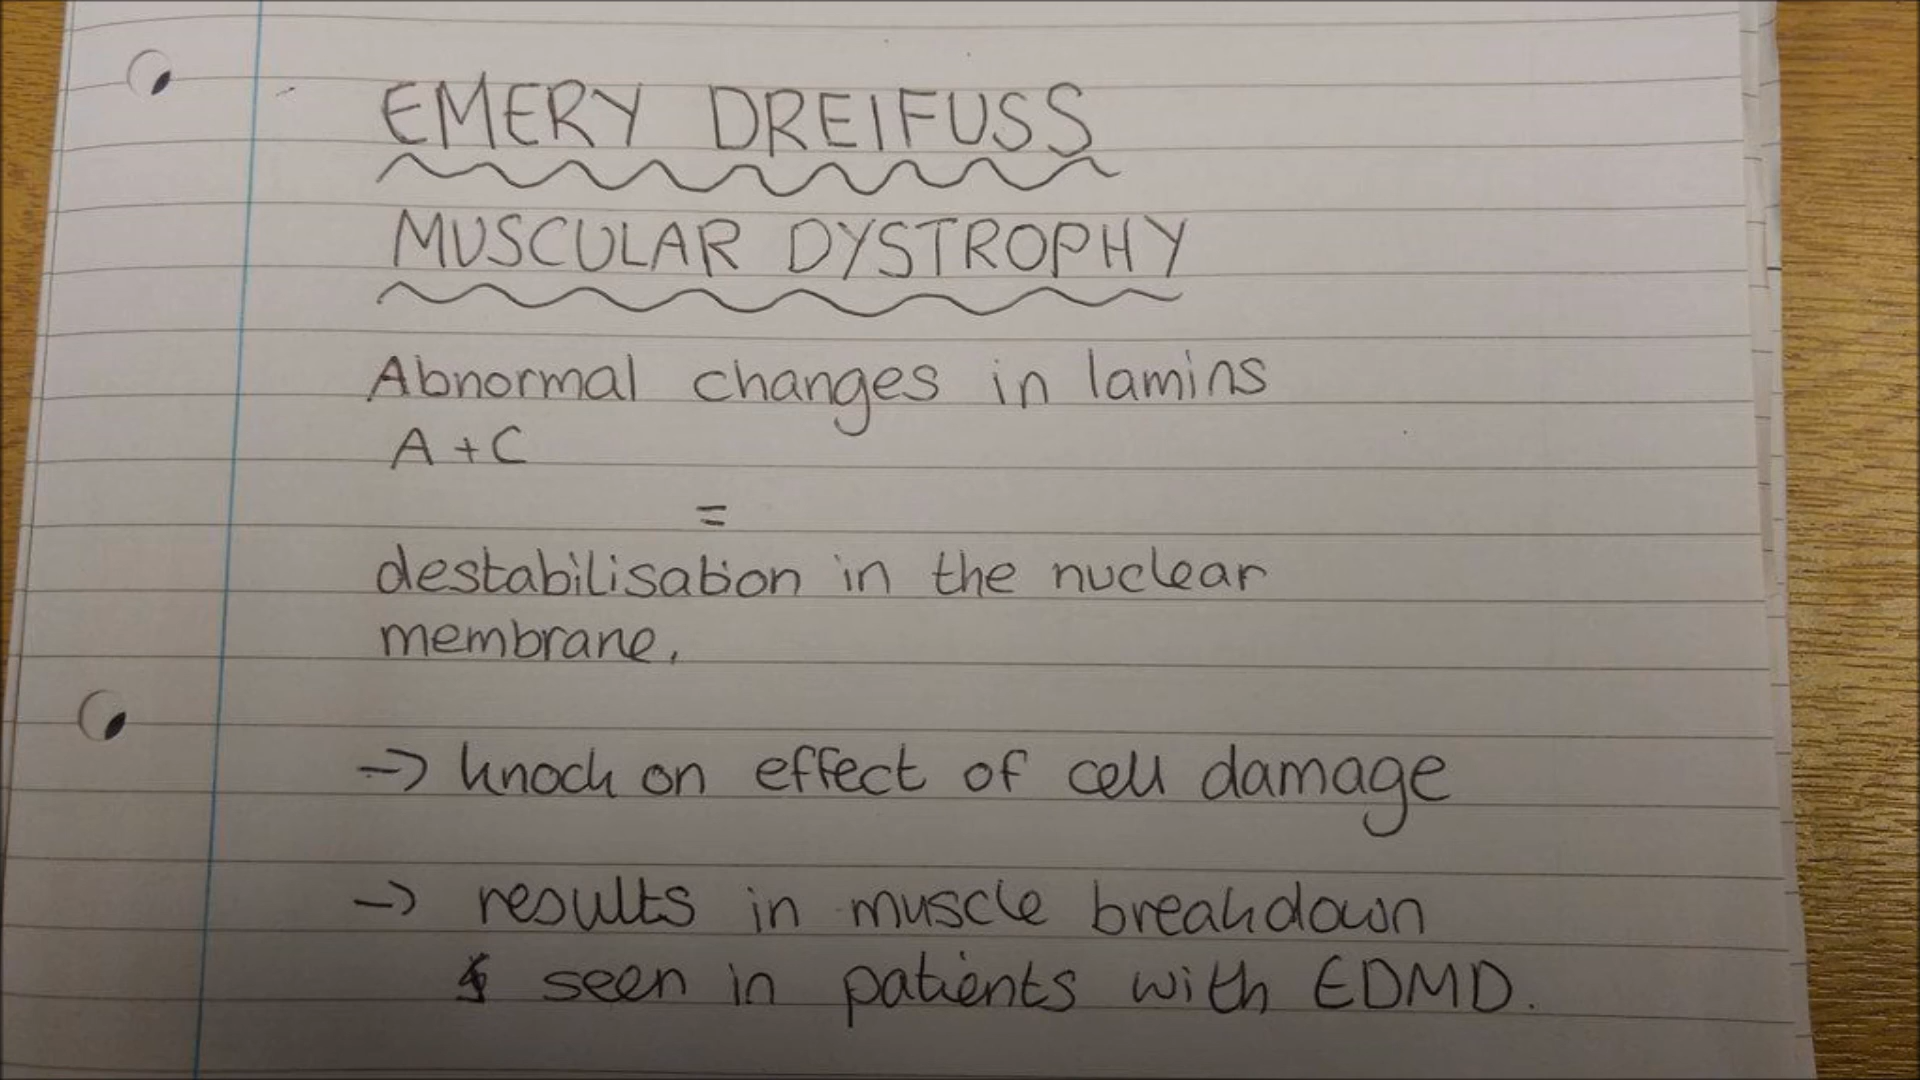 EMERY DREIFUSS
MUSCULAR DYSTROPHY
Abnormal changes in lamins
A + C
=
destabilisation in the nuclear
membrane.
-> knock on effect of cell damage
-> results in muscle breakdown
seen in patients with EDMD.